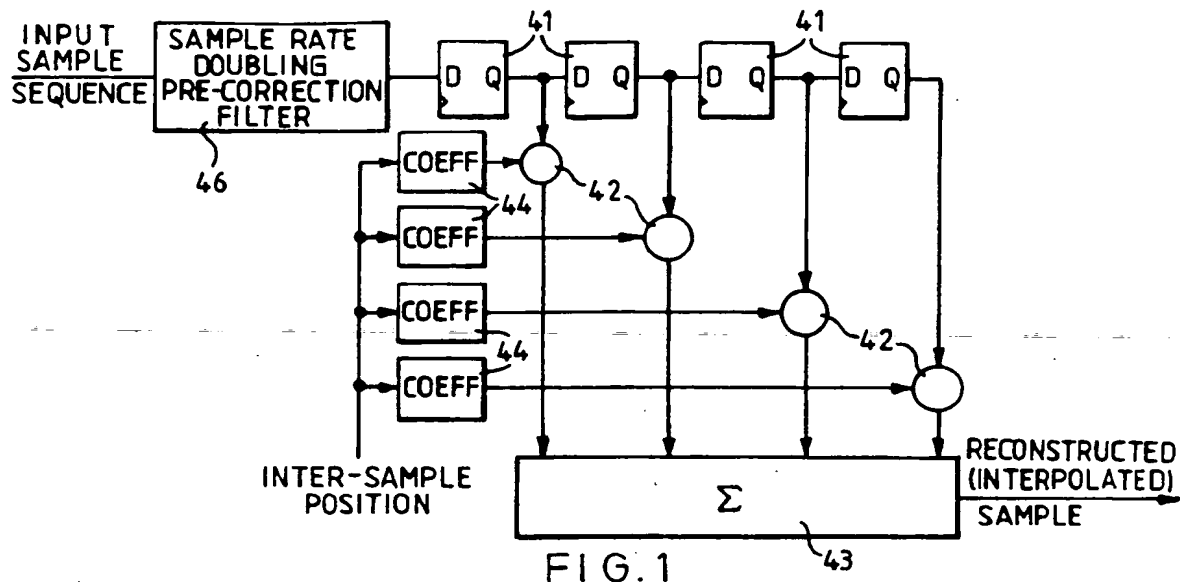 INPUT
SAMPLE
SEQUENCE
SAMPLE RATE
DOUBLING
PRE-CORRECTION
FILTER
46
41
41
D Q
D Q
D Q
D Q
COEFF
44
COEFF
42
COEFF
44
COEFF
42
INTER-SAMPLE
POSITION
Σ
43
RECONSTRUCTED
(INTERPOLATED)
SAMPLE
FIG.1